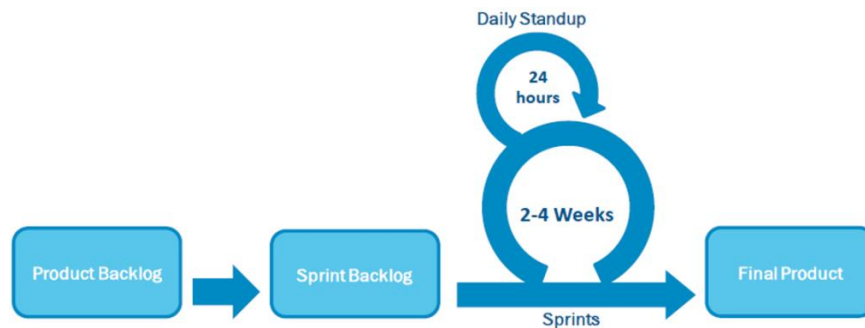 Daily Standup
24
hours
2-4 Weeks
Product Backlog
Sprint Backlog
Final Product
Sprints